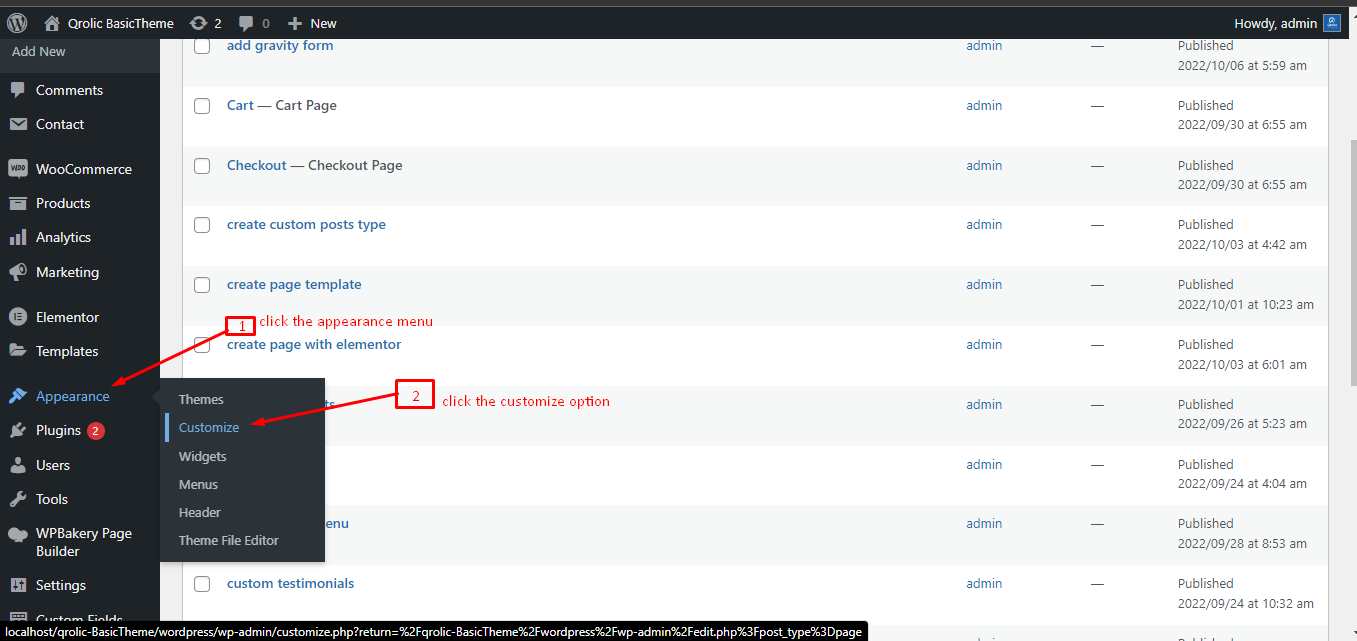 Qrolic BasicTheme 2 0 New Howdy, admin
Add New
Comments
Contact
WOO WooCommerce
Products
Analytics
Marketing
Elementor
Templates
Appearance
Plugins 2
Users
Tools
WPBakery Page
Builder
Settings
Custom Fields
Themes
Customize
Widgets
Menus
Header
Theme File Editor
add gravity form admin — Published
2022/10/06 at 5:59 am
Cart — Cart Page admin — Published
2022/09/30 at 6:55 am
Checkout — Checkout Page admin — Published
2022/09/30 at 6:55 am
create custom posts type admin — Published
2022/10/03 at 4:42 am
create page template admin — Published
2022/10/01 at 10:23 am
1 click the appearance menu
create page with elementor admin — Published
2022/10/03 at 6:01 am
2 click the customize option
ts admin — Published
2022/09/26 at 5:23 am
admin — Published
2022/09/24 at 4:04 am
enu admin — Published
2022/09/28 at 8:53 am
custom testimonials admin — Published
2022/09/24 at 10:32 am
localhost/qrolic-BasicTheme/wordpress/wp-admin/customize.php?return=%2Fqrolic-BasicTheme%2Fwordpress%2Fwp-admin%2Fedit.php%3Fpost_type%3Dpage